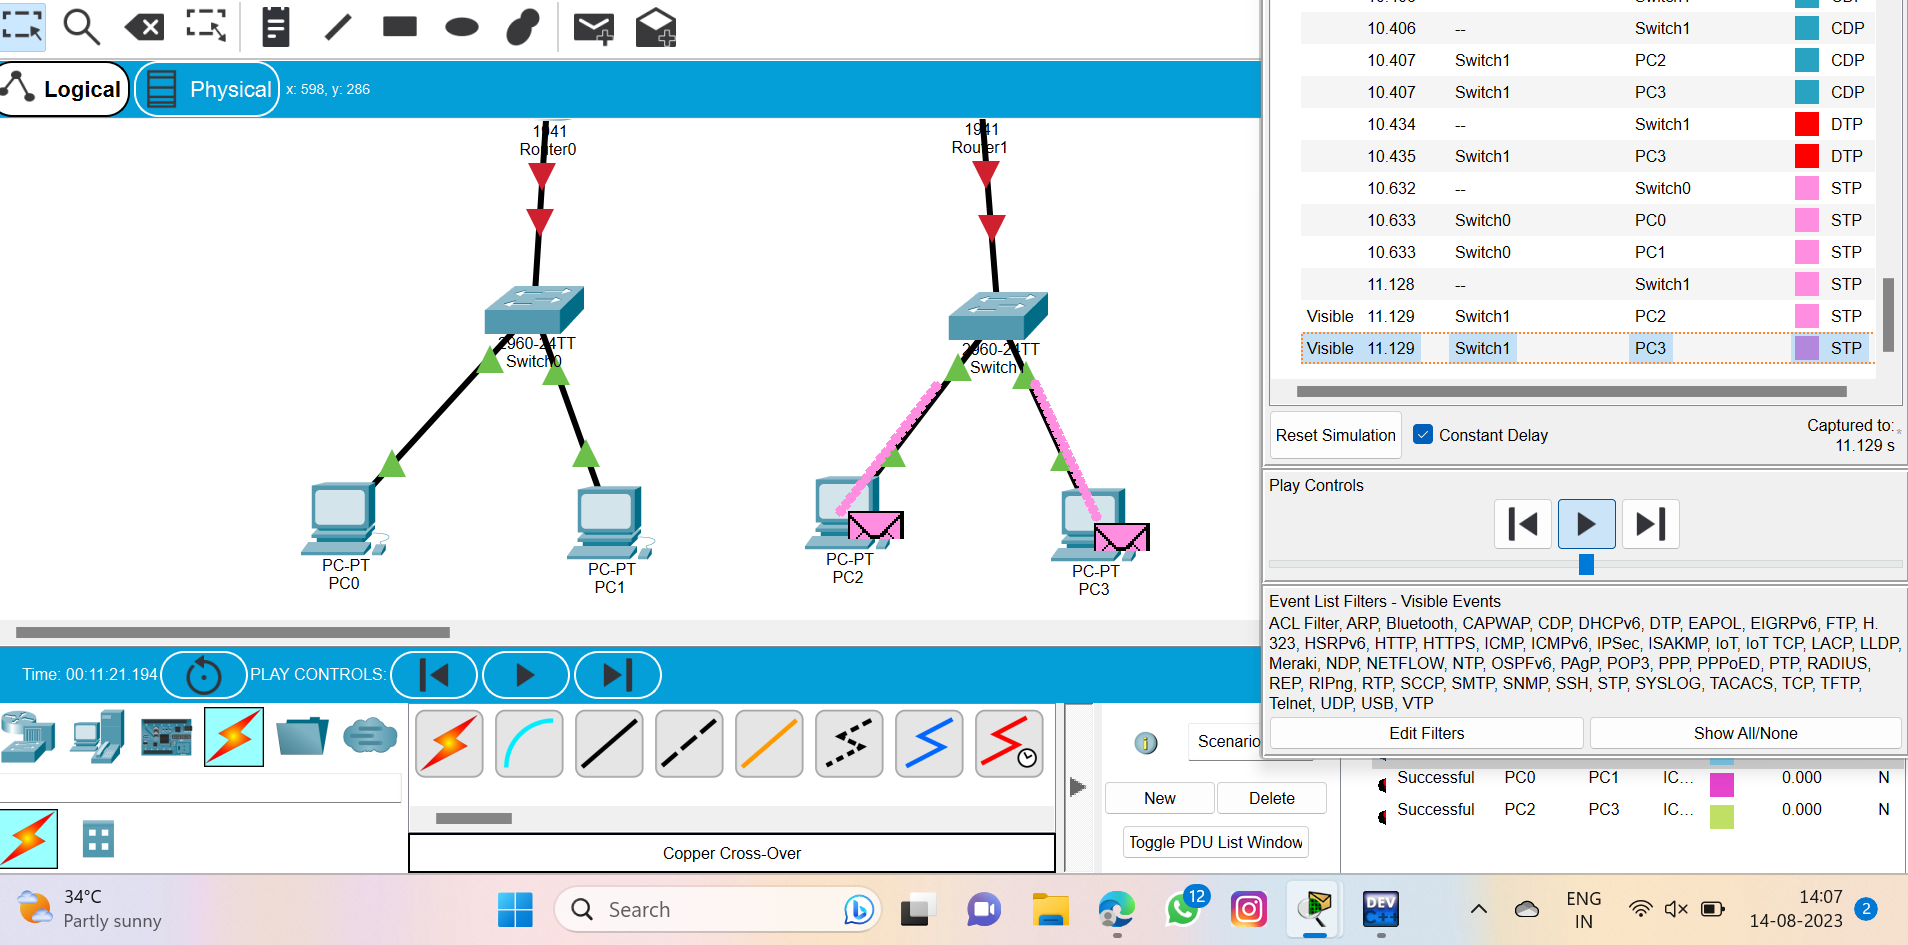 Logical
Physical
x: 598, y: 286
1941
Router0
1941
Router1
2960-24TT
Switch0
2960-24TT
Switch1
PC-PT
PC0
PC-PT
PC1
PC-PT
PC2
PC-PT
PC3
10.406 -- Switch1 CDP
10.407 Switch1 PC2 CDP
10.407 Switch1 PC3 CDP
10.434 -- Switch1 DTP
10.435 Switch1 PC3 DTP
10.632 -- Switch0 STP
10.633 Switch0 PC0 STP
10.633 Switch0 PC1 STP
11.128 -- Switch1 STP
Visible 11.129 Switch1 PC2 STP
Visible 11.129 Switch1 PC3 STP
Reset Simulation
Constant Delay
Captured to:
11.129 s
Play Controls
Event List Filters - Visible Events
ACL Filter, ARP, Bluetooth, CAPWAP, CDP, DHCPv6, DTP, EAPOL, EIGRPv6, FTP, H.
323, HSRPv6, HTTP, HTTPS, ICMP, ICMPv6, IPSec, ISAKMP, IoT, IoT TCP, LACP, LLDP,
Meraki, NDP, NETFLOW, NTP, OSPFv6, PAgP, POP3, PPP, PPPoED, PTP, RADIUS,
REP, RIPng, RTP, SCCP, SMTP, SNMP, SSH, STP, SYSLOG, TACACS, TCP, TFTP,
Telnet, UDP, USB, VTP
Edit Filters
Show All/None
Time: 00:11:21.194
PLAY CONTROLS:
Scenario
New
Delete
Toggle PDU List Window
Successful PC0 PC1 IC... 0.000 N
Successful PC2 PC3 IC... 0.000 N
Copper Cross-Over
34°C
Partly sunny
Search
12
DEV
C++
ENG
IN
14:07
14-08-2023
2